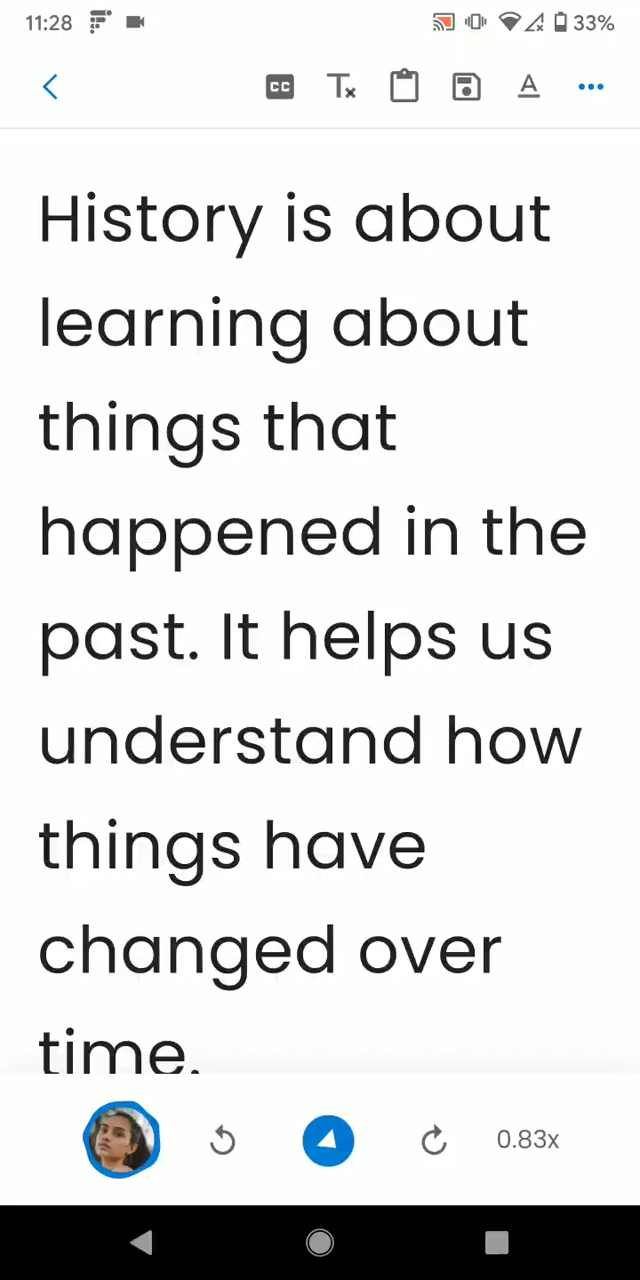 11:28 33%
CC
History is about
learning about
things that
happened in the
past. It helps us
understand how
things have
changed over
time.
0.83x